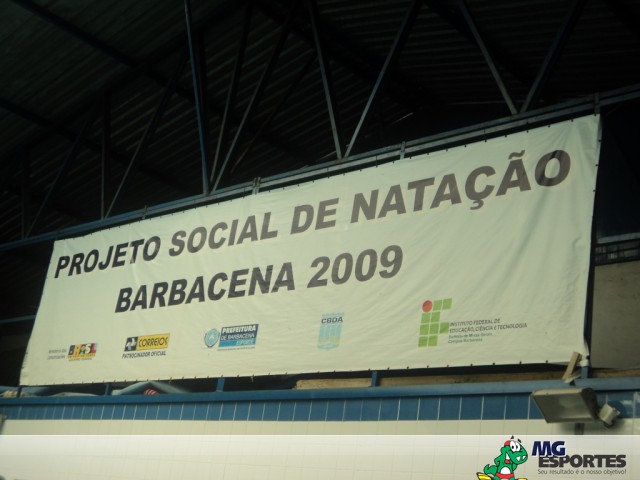 PROJETO SOCIAL DE NATAÇÃO
BARBACENA 2009
CORREIOS
PATROCINADOR OFICIAL
PREFEITURA
DE BARBACENA
CBDA
INSTITUTO FEDERAL DE
EDUCAÇÃO, CIÊNCIA E TECNOLOGIA
MG
ESPORTES
Seu resultado é o nosso objetivo!